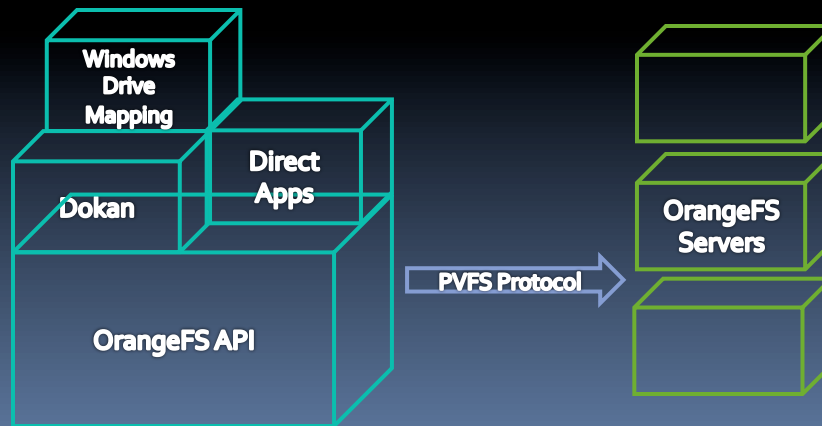 Windows
Drive
Mapping
Direct
Apps
Dokan
OrangeFS API
PVFS Protocol
OrangeFS
Servers